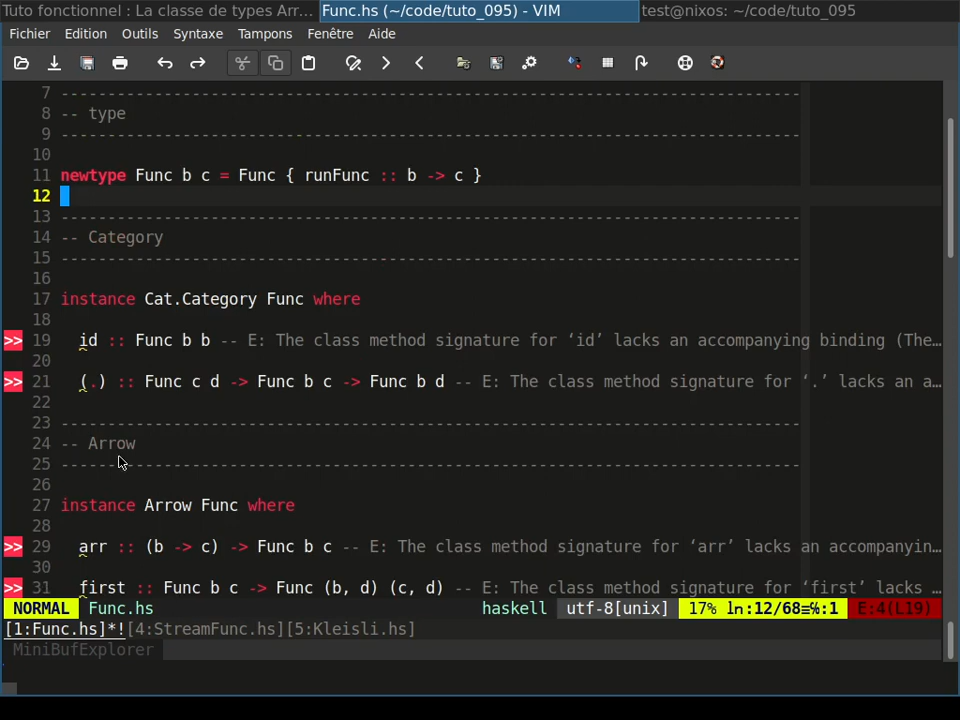 Tuto fonctionnel : La classe de types Arr... Func.hs (~/code/tuto_095) - VIM test@nixos: ~/code/tuto_095
Fichier Edition Outils Syntaxe Tampons Fenêtre Aide
7 --------------------------------------------------------------------------------
8 -- type
9 --------------------------------------------------------------------------------
10
11 newtype Func b c = Func { runFunc :: b -> c }
12
13 --------------------------------------------------------------------------------
14 -- Category
15 --------------------------------------------------------------------------------
16
17 instance Cat.Category Func where
18
>> 19 id :: Func b b -- E: The class method signature for ‘id’ lacks an accompanying binding (The…
20
>> 21 (.) :: Func c d -> Func b c -> Func b d -- E: The class method signature for ‘.’ lacks an a…
22
23 --------------------------------------------------------------------------------
24 -- Arrow
25 --------------------------------------------------------------------------------
26
27 instance Arrow Func where
28
>> 29 arr :: (b -> c) -> Func b c -- E: The class method signature for ‘arr’ lacks an accompanyin…
30
>> 31 first :: Func b c -> Func (b, d) (c, d) -- E: The class method signature for ‘first’ lacks …
NORMAL Func.hs haskell utf-8[unix] 17% ln:12/68≡℅:1 E:4(L19)
[1:Func.hs]*![4:StreamFunc.hs][5:Kleisli.hs]
MiniBufExplorer